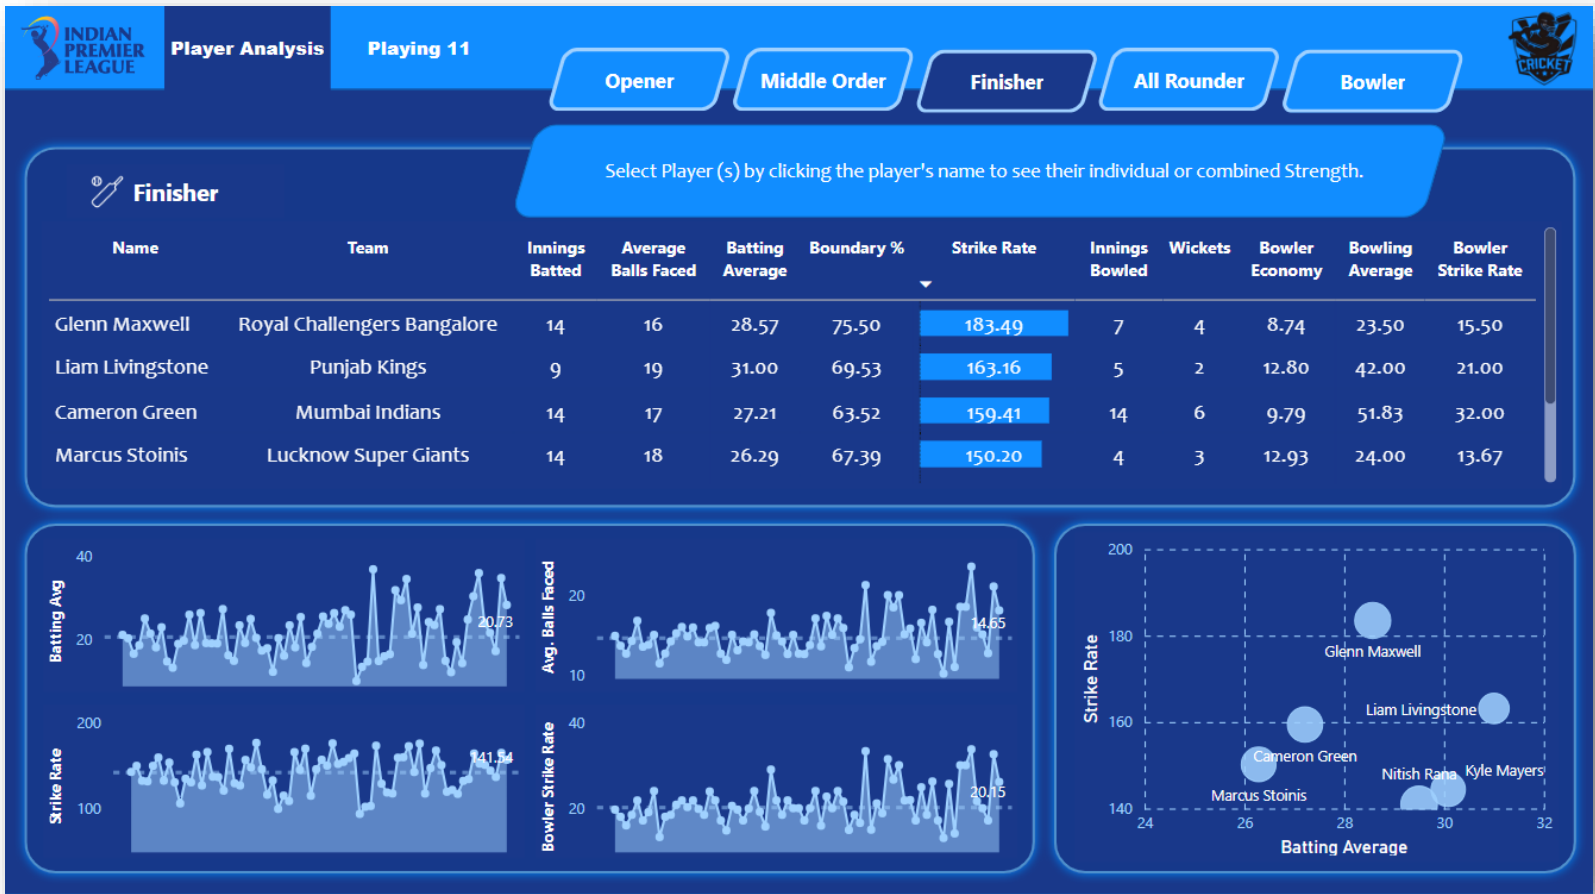 INDIAN
PREMIER
LEAGUE
Player Analysis
Playing 11
CRICKET
Opener
Middle Order
Finisher
All Rounder
Bowler
Select Player (s) by clicking the player's name to see their individual or combined Strength.
Finisher
Name Team Innings Batted Average Balls Faced Batting Average Boundary % Strike Rate Innings Bowled Wickets Bowler Economy Bowling Average Bowler Strike Rate
Glenn Maxwell Royal Challengers Bangalore 14 16 28.57 75.50 183.49 7 4 8.74 23.50 15.50
Liam Livingstone Punjab Kings 9 19 31.00 69.53 163.16 5 2 12.80 42.00 21.00
Cameron Green Mumbai Indians 14 17 27.21 63.52 159.41 14 6 9.79 51.83 32.00
Marcus Stoinis Lucknow Super Giants 14 18 26.29 67.39 150.20 4 3 12.93 24.00 13.67
Batting Avg
40
20
20.73
Avg. Balls Faced
20
10
14.65
Strike Rate
200
100
141.54
Bowler Strike Rate
40
20
20.15
Strike Rate
200
180
160
140
Glenn Maxwell
Liam Livingstone
Cameron Green
Nitish Rana
Kyle Mayers
Marcus Stoinis
24 26 28 30 32
Batting Average